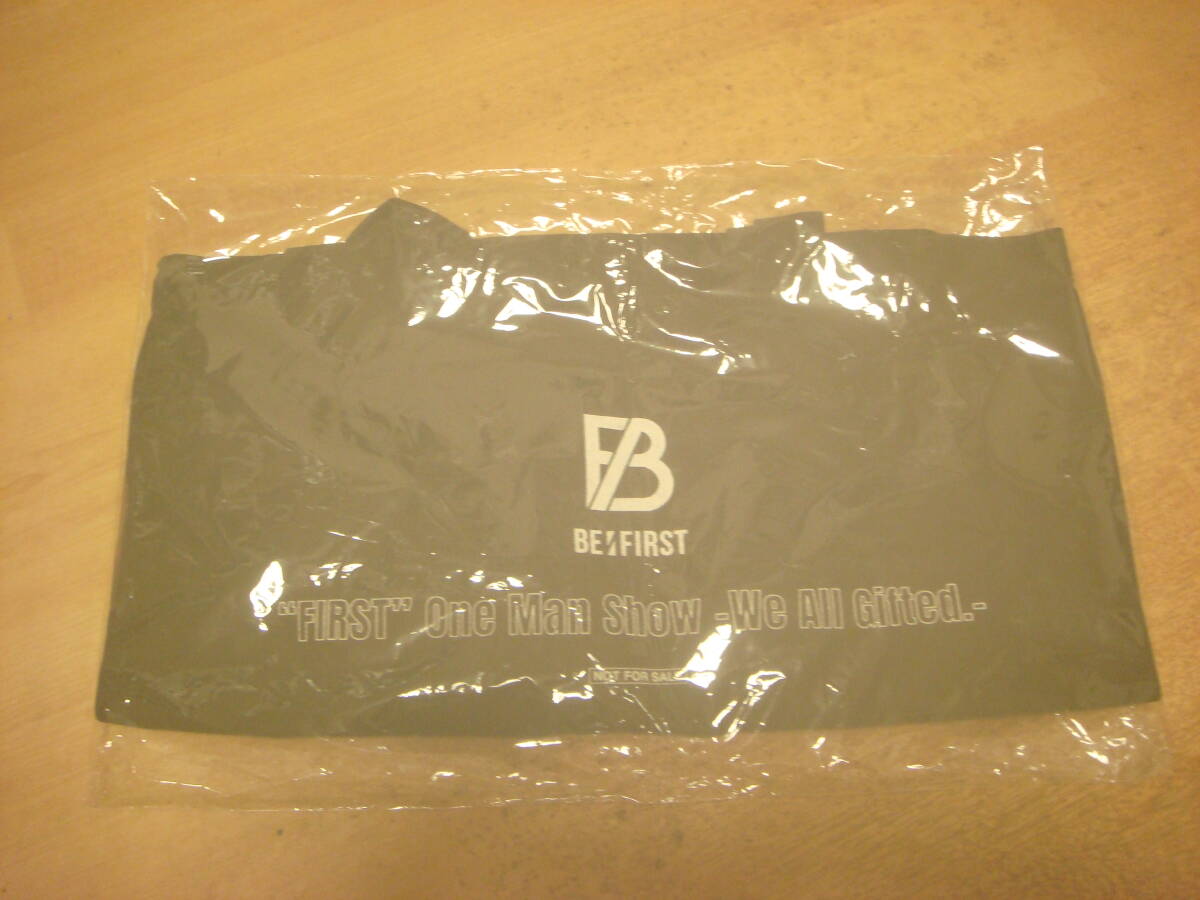 FB
BE:FIRST
“FIRST” One Man Show -We All Gifted.-
NOT FOR SALE